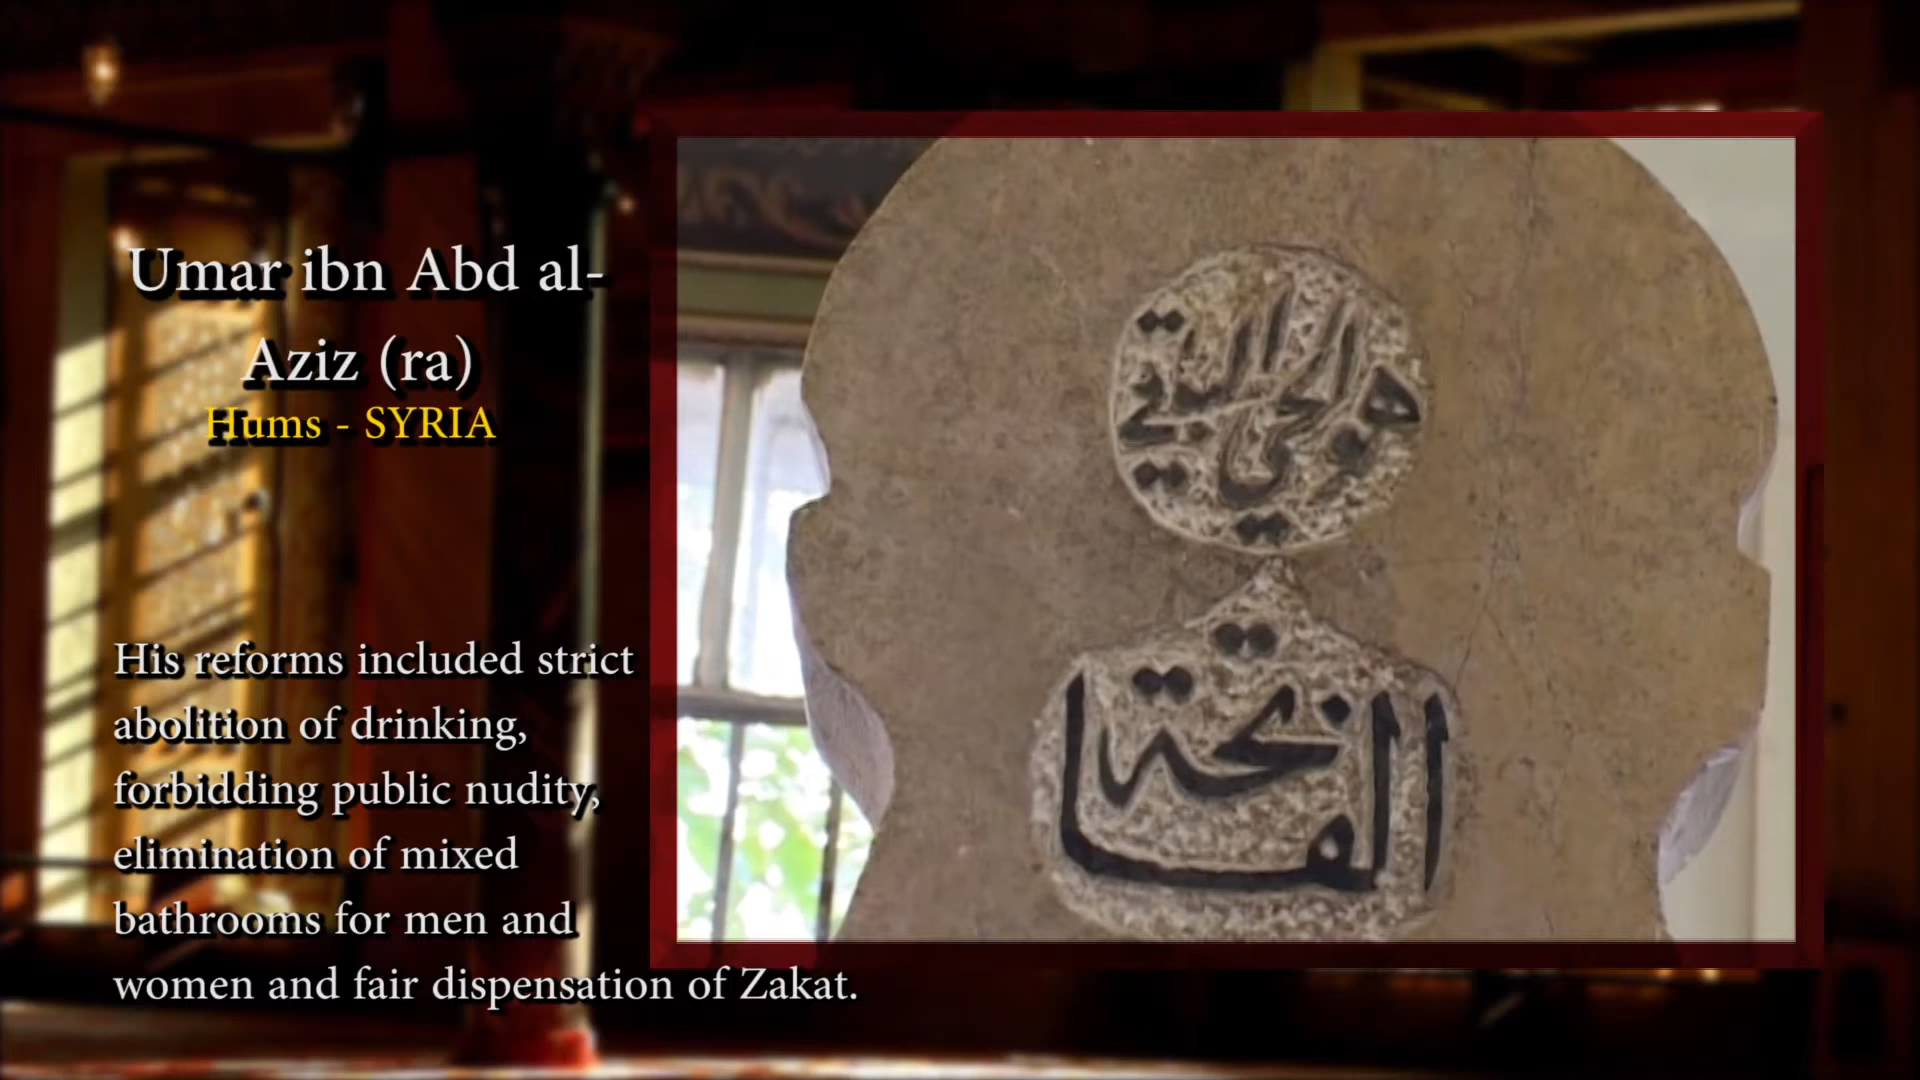 Umar ibn Abd al-
Aziz (ra)
Hums - SYRIA
His reforms included strict
abolition of drinking,
forbidding public nudity,
elimination of mixed
bathrooms for men and
women and fair dispensation of Zakat.
هو الحي الباقي
الفاتحة